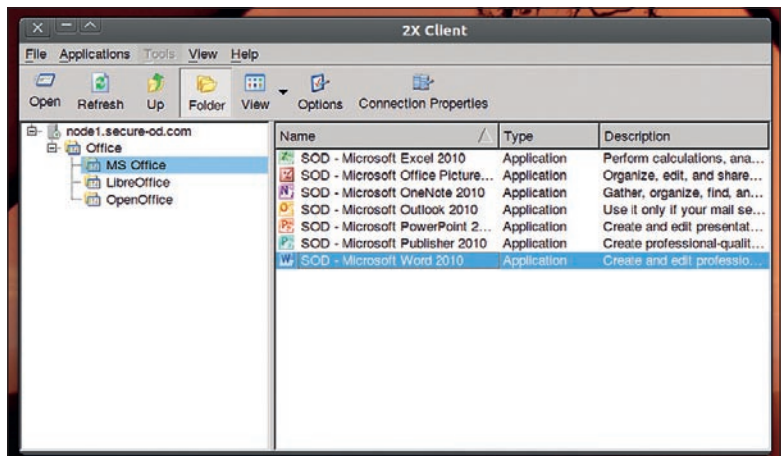 2X Client
File Applications Tools View Help
Open Refresh Up Folder View Options Connection Properties
node1.secure-od.com
Office
MS Office
LibreOffice
OpenOffice
Name Type Description
SOD - Microsoft Excel 2010 Application Perform calculations, ana...
SOD - Microsoft Office Picture... Application Organize, edit, and share...
SOD - Microsoft OneNote 2010 Application Gather, organize, find, an...
SOD - Microsoft Outlook 2010 Application Use it only if your mail se...
SOD - Microsoft PowerPoint 2... Application Create and edit presentat...
SOD - Microsoft Publisher 2010 Application Create professional-qualit...
SOD - Microsoft Word 2010 Application Create and edit professio...